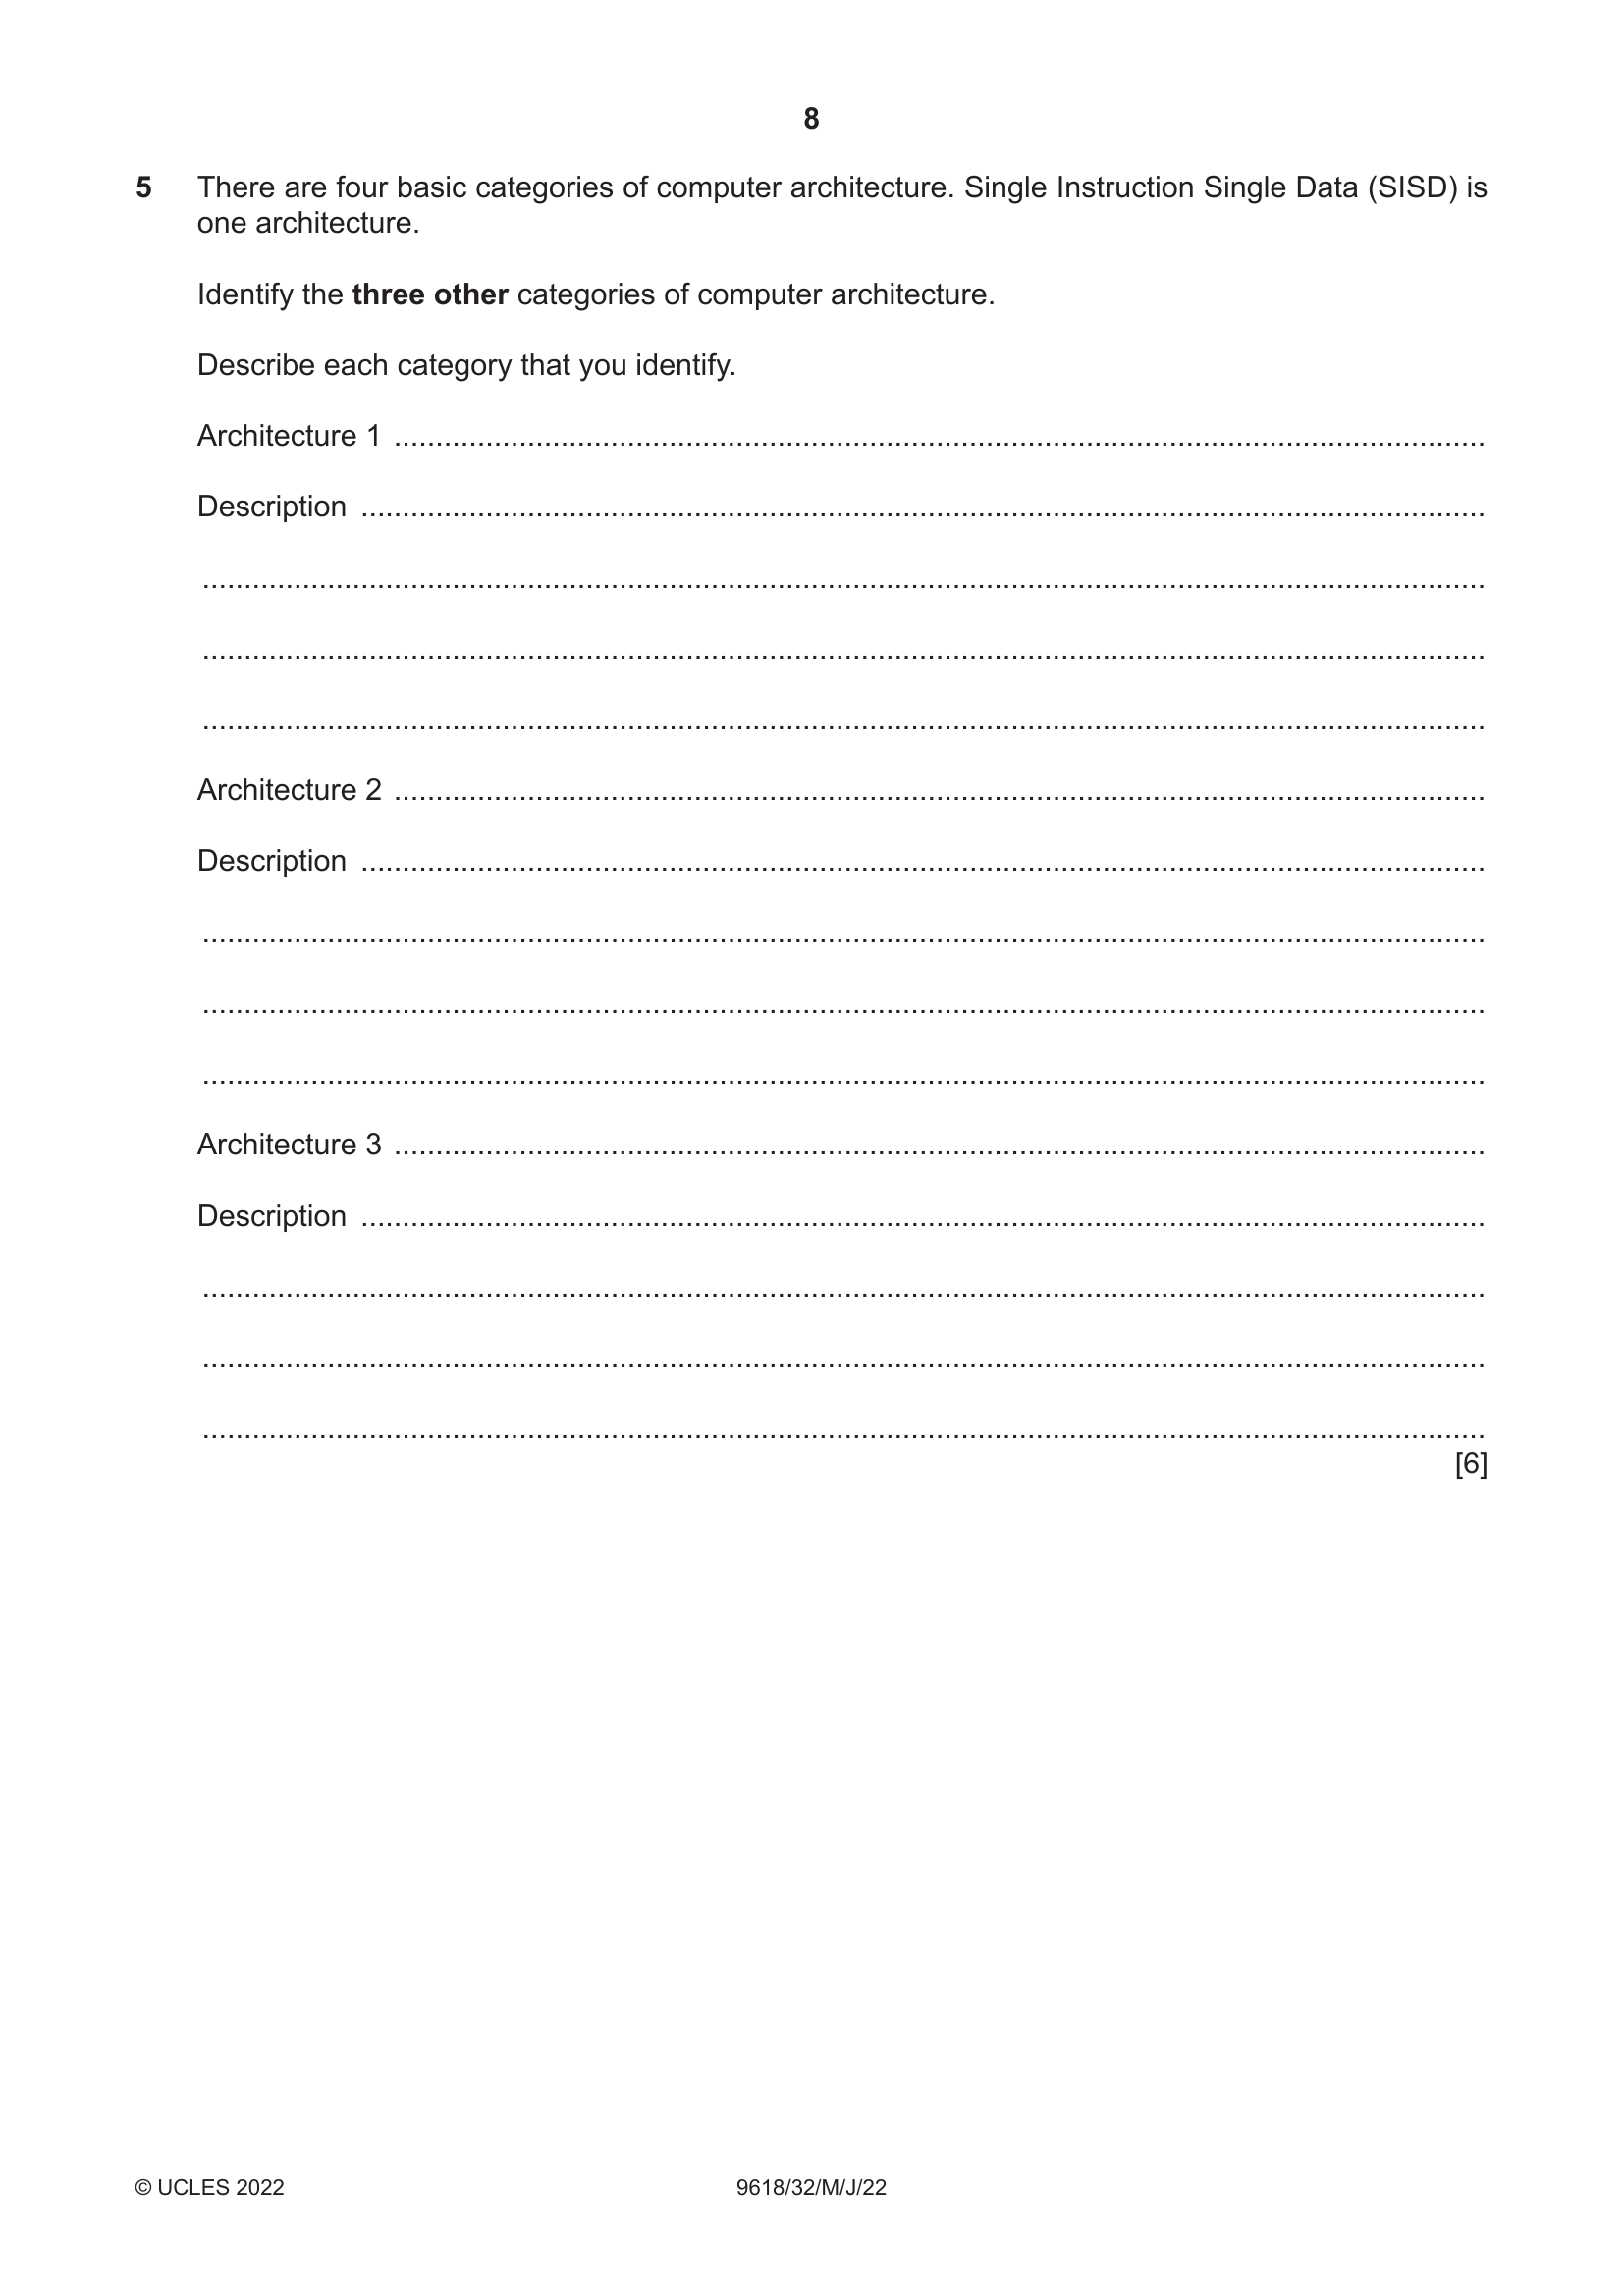 8
5 There are four basic categories of computer architecture. Single Instruction Single Data (SISD) is
one architecture.
Identify the three other categories of computer architecture.
Describe each category that you identify.
Architecture 1 ....................................................................................................................................
Description ........................................................................................................................................
...........................................................................................................................................................
...........................................................................................................................................................
...........................................................................................................................................................
Architecture 2 ....................................................................................................................................
Description ........................................................................................................................................
...........................................................................................................................................................
...........................................................................................................................................................
...........................................................................................................................................................
Architecture 3 ....................................................................................................................................
Description ........................................................................................................................................
...........................................................................................................................................................
...........................................................................................................................................................
...........................................................................................................................................................
[6]
© UCLES 2022 9618/32/M/J/22